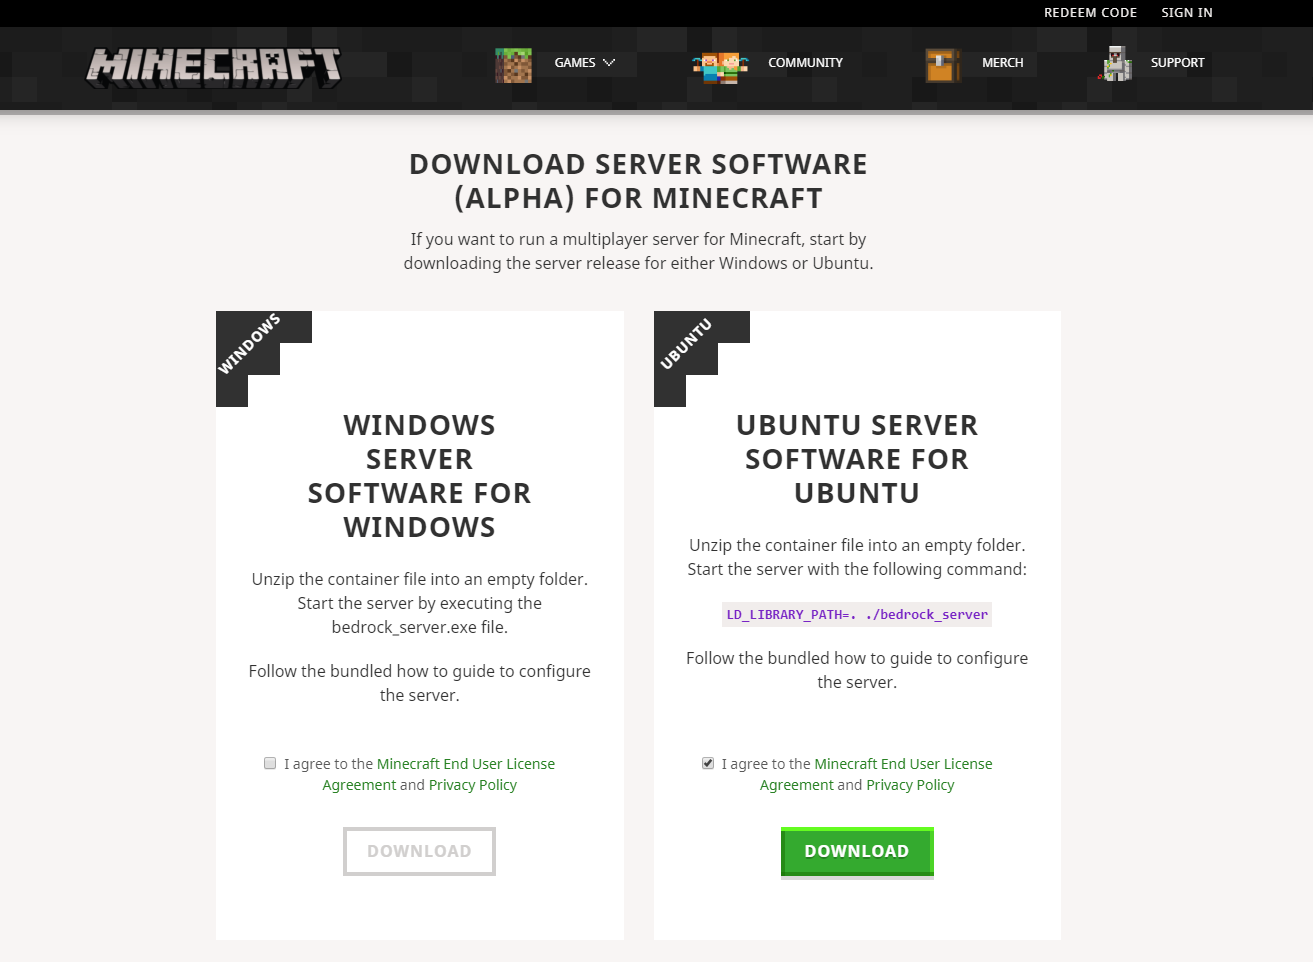 REDEEM CODE SIGN IN
MINECRAFT GAMES COMMUNITY MERCH SUPPORT
DOWNLOAD SERVER SOFTWARE
(ALPHA) FOR MINECRAFT
If you want to run a multiplayer server for Minecraft, start by
downloading the server release for either Windows or Ubuntu.
WINDOWS
WINDOWS
SERVER
SOFTWARE FOR
WINDOWS
Unzip the container file into an empty folder.
Start the server by executing the
bedrock_server.exe file.
Follow the bundled how to guide to configure
the server.
I agree to the Minecraft End User License
Agreement and Privacy Policy
DOWNLOAD
UBUNTU
UBUNTU SERVER
SOFTWARE FOR
UBUNTU
Unzip the container file into an empty folder.
Start the server with the following command:
LD_LIBRARY_PATH=. ./bedrock_server
Follow the bundled how to guide to configure
the server.
I agree to the Minecraft End User License
Agreement and Privacy Policy
DOWNLOAD